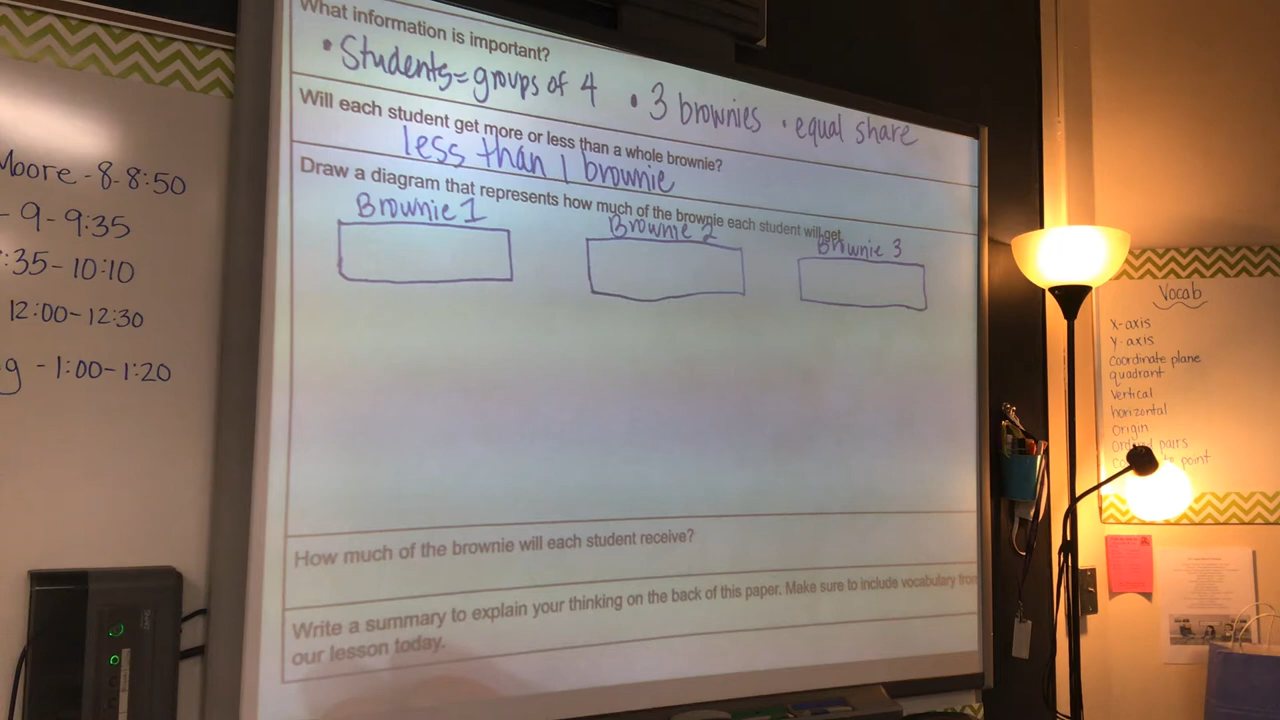 Moore - 8-8:50
- 9-9:35
:35-10:10
12:00-12:30
g - 1:00-1:20
What information is important?
• Students = groups of 4 • 3 brownies • equal share
Will each student get more or less than a whole brownie?
less than 1 brownie
Draw a diagram that represents how much of the brownie each student will get.
Brownie 1
Brownie 2
Brownie 3
How much of the brownie will each student receive?
Write a summary to explain your thinking on the back of this paper. Make sure to include vocabulary from
our lesson today.
Vocab
x-axis
y-axis
coordinate plane
quadrant
vertical
horizontal
origin
pairs
point